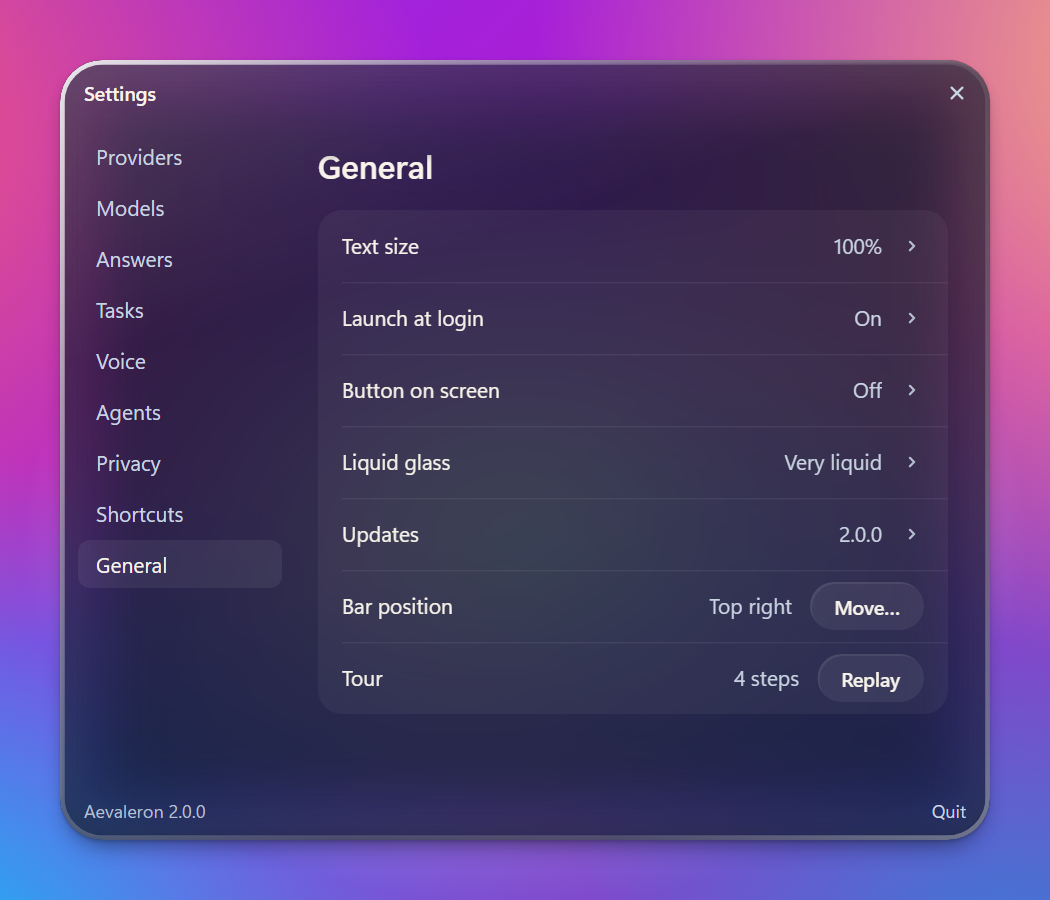 Settings
Providers
Models
Answers
Tasks
Voice
Agents
Privacy
Shortcuts
General
General
Text size 100%
Launch at login On
Button on screen Off
Liquid glass Very liquid
Updates 2.0.0
Bar position Top right Move...
Tour 4 steps Replay
Aevaleron 2.0.0 Quit